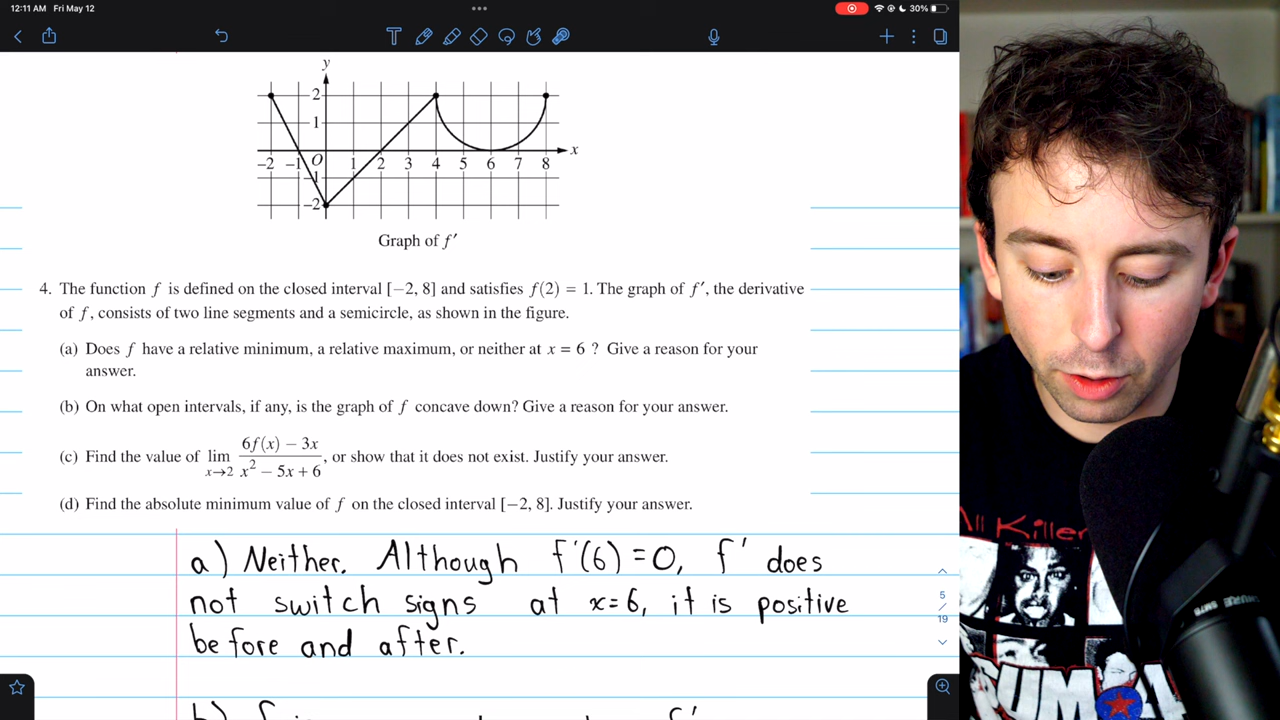 12:11 AM Fri May 12
30%
y
2
1
-2 -1 O 1 2 3 4 5 6 7 8 x
-1
-2
Graph of f′
4. The function f is defined on the closed interval [−2, 8] and satisfies f(2) = 1. The graph of f′, the derivative
of f, consists of two line segments and a semicircle, as shown in the figure.
(a) Does f have a relative minimum, a relative maximum, or neither at x = 6 ? Give a reason for your
answer.
(b) On what open intervals, if any, is the graph of f concave down? Give a reason for your answer.
(c) Find the value of lim x→2 (6f(x) − 3x)/(x² − 5x + 6), or show that it does not exist. Justify your answer.
(d) Find the absolute minimum value of f on the closed interval [−2, 8]. Justify your answer.
a) Neither. Although f'(6)=0, f' does
not switch signs at x=6, it is positive
before and after.
5
/
19
All Killer
SUM 41